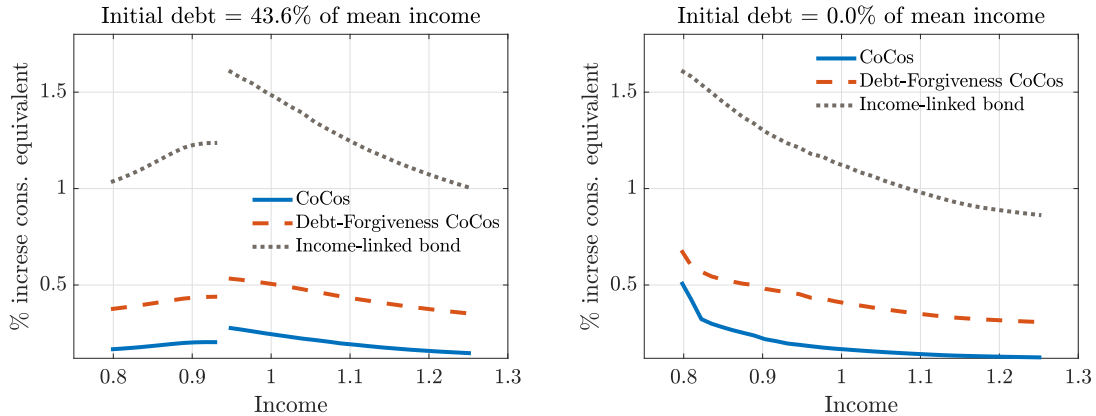 Initial debt = 43.6% of mean income
% increse cons. equivalent
1.5
1
0.5
CoCos
Debt-Forgiveness CoCos
Income-linked bond
0.8
0.9
1
1.1
1.2
1.3
Income
Initial debt = 0.0% of mean income
% increse cons. equivalent
1.5
1
0.5
CoCos
Debt-Forgiveness CoCos
Income-linked bond
0.8
0.9
1
1.1
1.2
1.3
Income